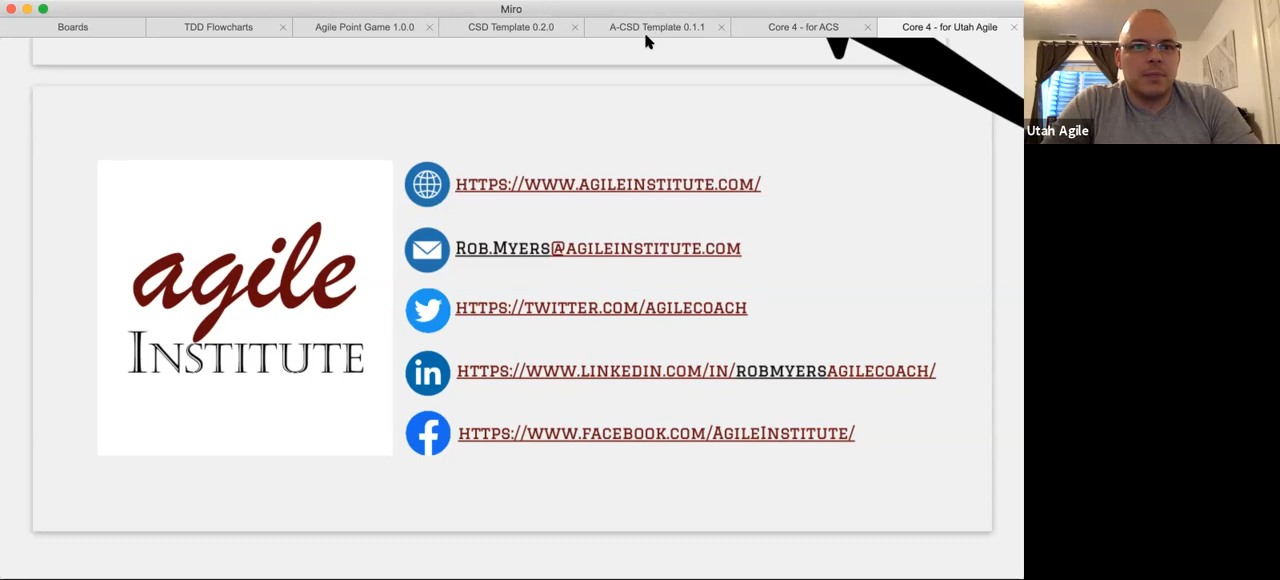 Miro
Boards
TDD Flowcharts
Agile Point Game 1.0.0
CSD Template 0.2.0
A-CSD Template 0.1.1
Core 4 - for ACS
Core 4 - for Utah Agile
Utah Agile
agile
INSTITUTE
HTTPS://WWW.AGILEINSTITUTE.COM/
ROB.MYERS@AGILEINSTITUTE.COM
HTTPS://TWITTER.COM/AGILECOACH
HTTPS://WWW.LINKEDIN.COM/IN/ROBMYERSAGILECOACH/
HTTPS://WWW.FACEBOOK.COM/AGILEINSTITUTE/